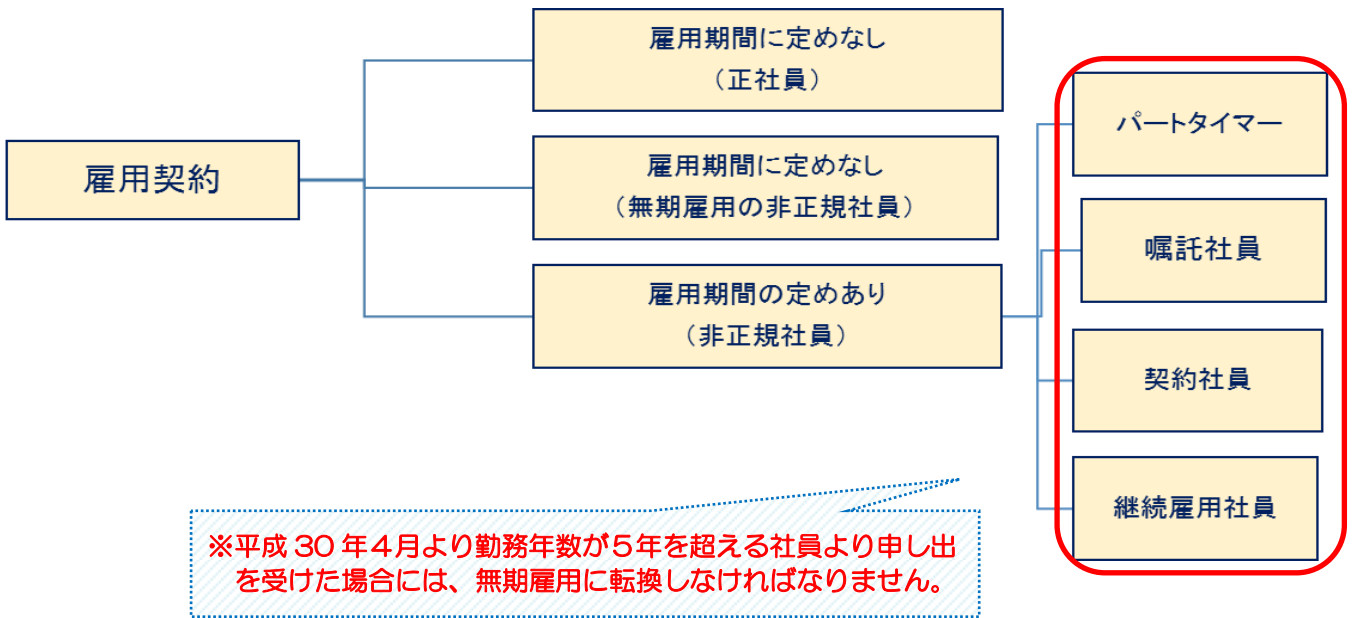 雇用契約
雇用期間に定めなし
（正社員）
雇用期間に定めなし
（無期雇用の非正規社員）
雇用期間の定めあり
（非正規社員）
パートタイマー
嘱託社員
契約社員
継続雇用社員
※平成30年４月より勤務年数が５年を超える社員より申し出
を受けた場合には、無期雇用に転換しなければなりません。